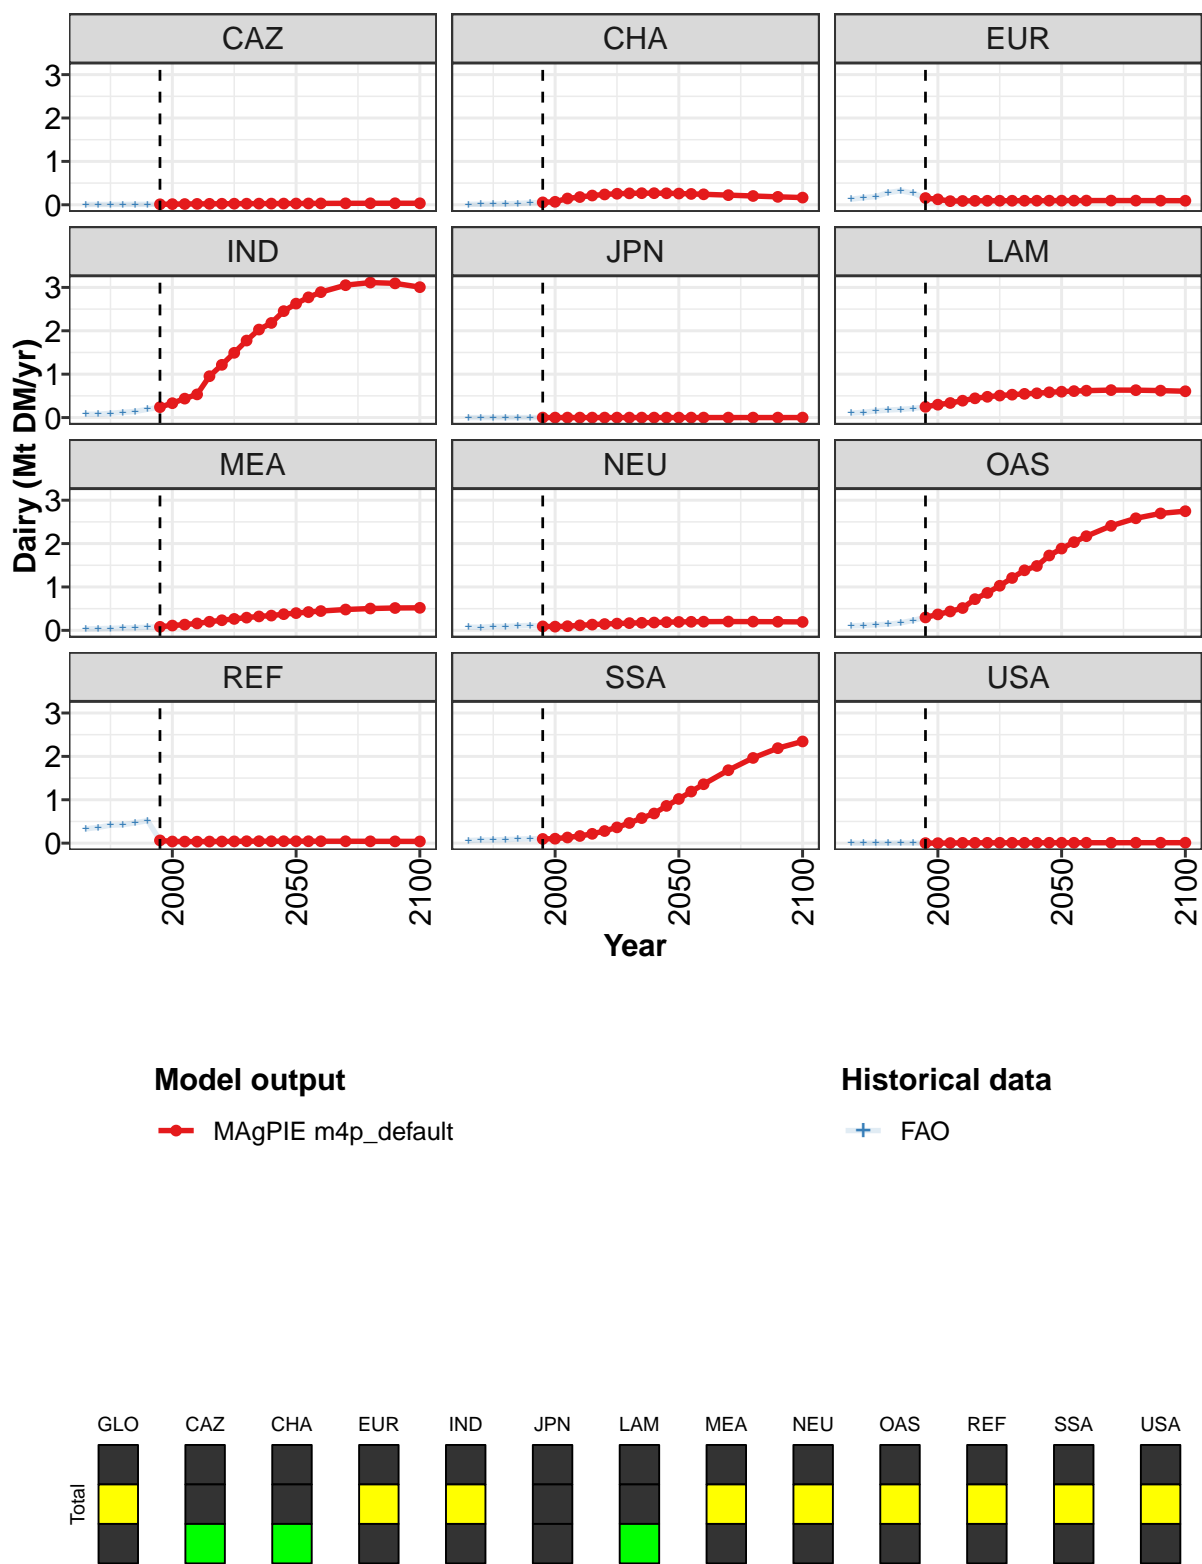 CAZ CHA EUR
3
2
1
0
IND JPN LAM
3
2
1
0
MEA NEU OAS
3
2
1
0
REF SSA USA
3
2
1
0
2000 2050 2100 2000 2050 2100 2000 2050 2100
Year
Dairy (Mt DM/yr)
Model output Historical data
MAgPIE m4p_default FAO
GLO CAZ CHA EUR IND JPN LAM MEA NEU OAS REF SSA USA
Total